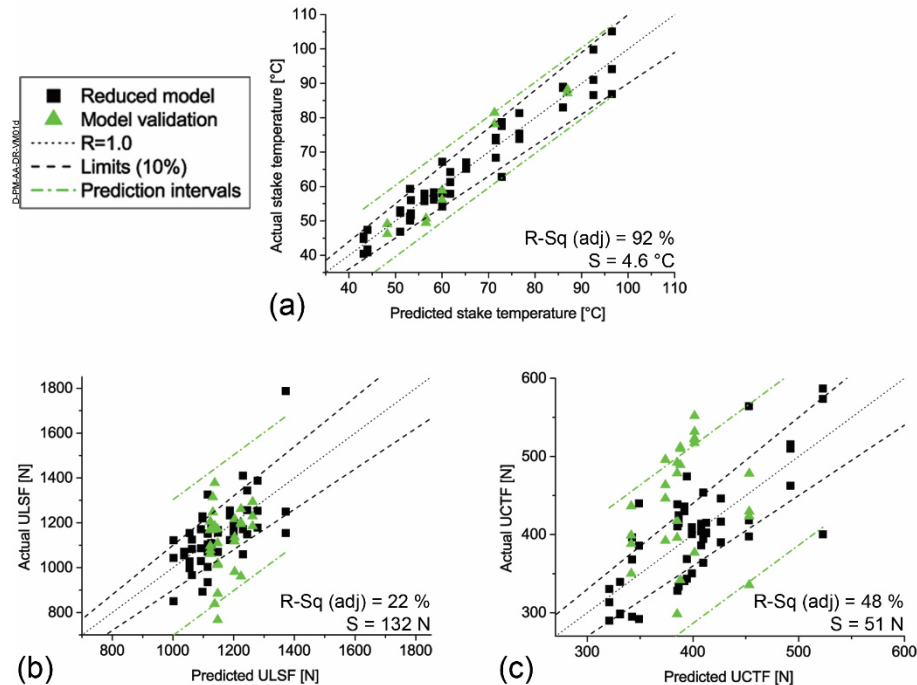 D-PM-AA-DR-VM01d
Reduced model
Model validation
R=1.0
Limits (10%)
Prediction intervals
110
100
90
80
70
60
50
40
Actual stake temperature [°C]
R-Sq (adj) = 92 %
S = 4.6 °C
40 50 60 70 80 90 100 110
Predicted stake temperature [°C]
(a)
1800
1600
1400
1200
1000
800
Actual ULSF [N]
R-Sq (adj) = 22 %
S = 132 N
800 1000 1200 1400 1600 1800
Predicted ULSF [N]
(b)
600
500
400
300
Actual UCTF [N]
R-Sq (adj) = 48 %
S = 51 N
300 400 500 600
Predicted UCTF [N]
(c)